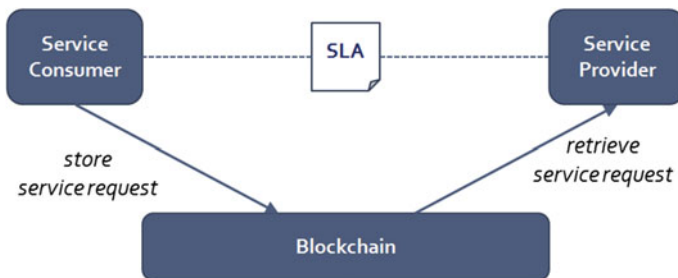 Service
Consumer
SLA
Service
Provider
store
service request
retrieve
service request
Blockchain